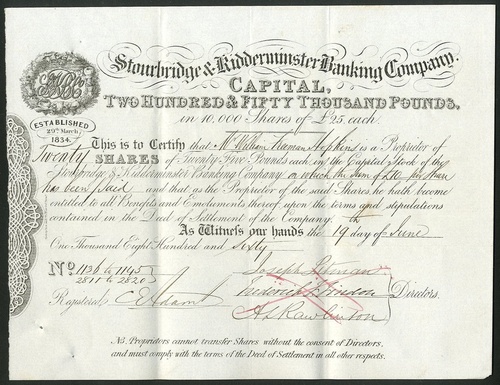 Stourbridge & Kidderminster Banking Company.
CAPITAL,
TWO HUNDRED & FIFTY THOUSAND POUNDS,
in 10,000 Shares of £25 each.
ESTABLISHED
29th March,
1834.
This is to Certify that Mr William Freeman Hopkins is a Proprietor of
Twenty SHARES of Twenty Five Pounds each in the Capital Stock of the
Stourbridge & Kidderminster Banking Company on which the Sum of £10 per Share
has been paid and that as the Proprietor of the said Shares he hath become
entitled to all Benefits and Emoluments thereof upon the terms and stipulations
contained in the Deed of Settlement of the Company.
As Witness our hands the 19th day of June
One Thousand Eight Hundred and Sixty
No. 1136 to 1145
2811 to 2820
Joseph Pitman
Frederick
Directors.
Registered C Adams
A S Rawlinson
NB. Proprietors cannot transfer Shares without the consent of Directors,
and must comply with the terms of the Deed of Settlement in all other respects.